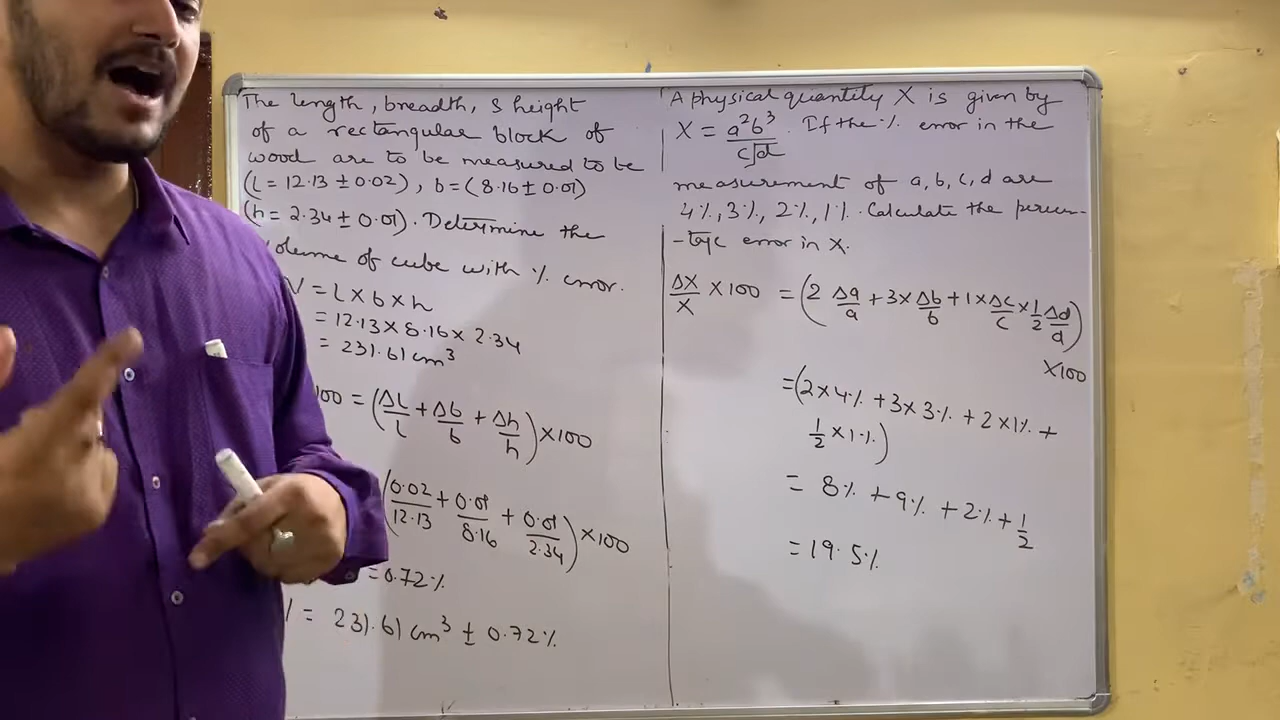 The length, breadth, & height
of a rectangular block of
wood are to be measured to be
(l = 12.13 ± 0.02), b = (8.16 ± 0.01)
(h = 2.34 ± 0.01). Determine the
olume of cube with % error.
V = l × b × h
= 12.13 × 8.16 × 2.34
= 231.61 cm³
100 = (Δl/l + Δb/b + Δh/h) × 100
(0.02/12.13 + 0.01/8.16 + 0.01/2.34) × 100
= 0.72%
= 231.61 cm³ ± 0.72%
A physical quantity X is given by
X = a²b³/c√d . If the % error in the
measurement of a, b, c, d are
4%, 3%, 2%, 1%. Calculate the percen-
-tage error in X.
ΔX/X × 100 = (2 Δa/a + 3 × Δb/b + 1 × Δc/c × 1/2 Δd/d)
× 100
= (2 × 4% + 3 × 3% + 2 × 1% +
1/2 × 1%)
= 8% + 9% + 2% + 1/2
= 19.5%